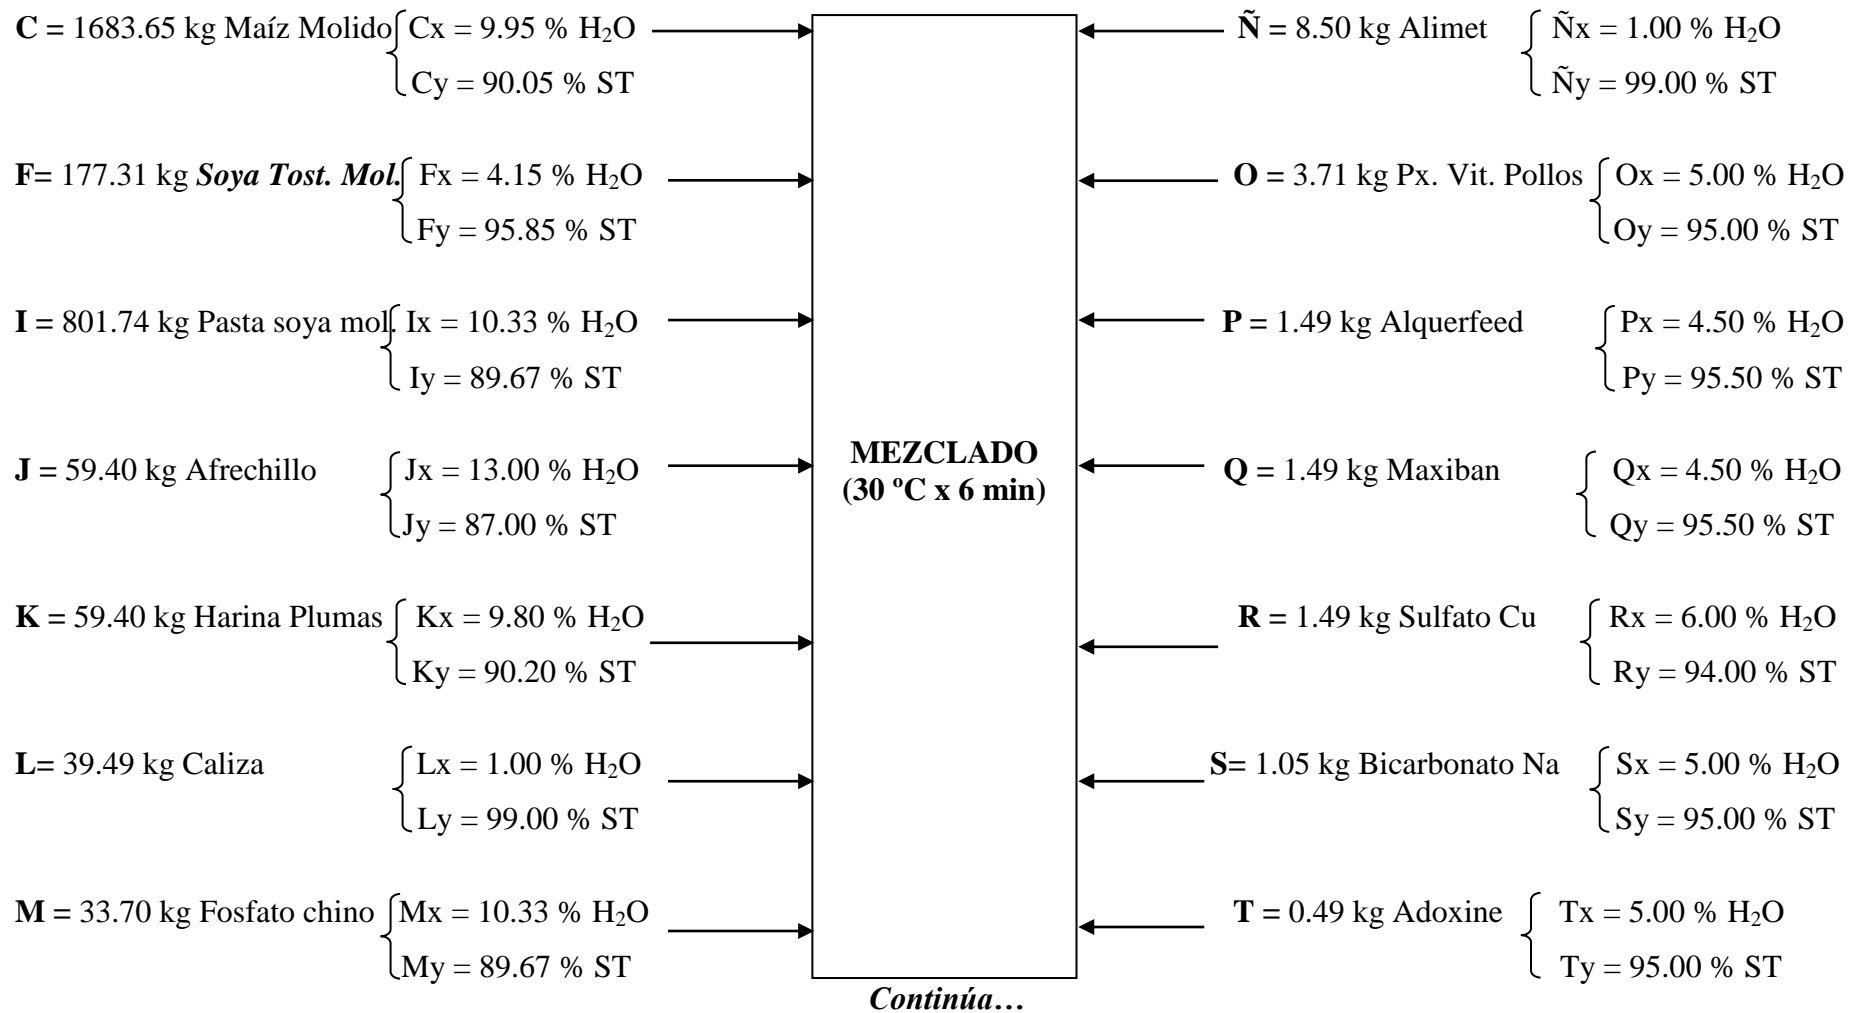 C = 1683.65 kg Maíz Molido Cx = 9.95 % H₂O
Cy = 90.05 % ST
F= 177.31 kg Soya Tost. Mol. Fx = 4.15 % H₂O
Fy = 95.85 % ST
I = 801.74 kg Pasta soya mol. Ix = 10.33 % H₂O
Iy = 89.67 % ST
J = 59.40 kg Afrechillo Jx = 13.00 % H₂O
Jy = 87.00 % ST
K = 59.40 kg Harina Plumas Kx = 9.80 % H₂O
Ky = 90.20 % ST
L= 39.49 kg Caliza Lx = 1.00 % H₂O
Ly = 99.00 % ST
M = 33.70 kg Fosfato chino Mx = 10.33 % H₂O
My = 89.67 % ST
MEZCLADO
(30 ºC x 6 min)
Ñ = 8.50 kg Alimet Ñx = 1.00 % H₂O
Ñy = 99.00 % ST
O = 3.71 kg Px. Vit. Pollos Ox = 5.00 % H₂O
Oy = 95.00 % ST
P = 1.49 kg Alquerfeed Px = 4.50 % H₂O
Py = 95.50 % ST
Q = 1.49 kg Maxiban Qx = 4.50 % H₂O
Qy = 95.50 % ST
R = 1.49 kg Sulfato Cu Rx = 6.00 % H₂O
Ry = 94.00 % ST
S= 1.05 kg Bicarbonato Na Sx = 5.00 % H₂O
Sy = 95.00 % ST
T = 0.49 kg Adoxine Tx = 5.00 % H₂O
Ty = 95.00 % ST
Continúa…